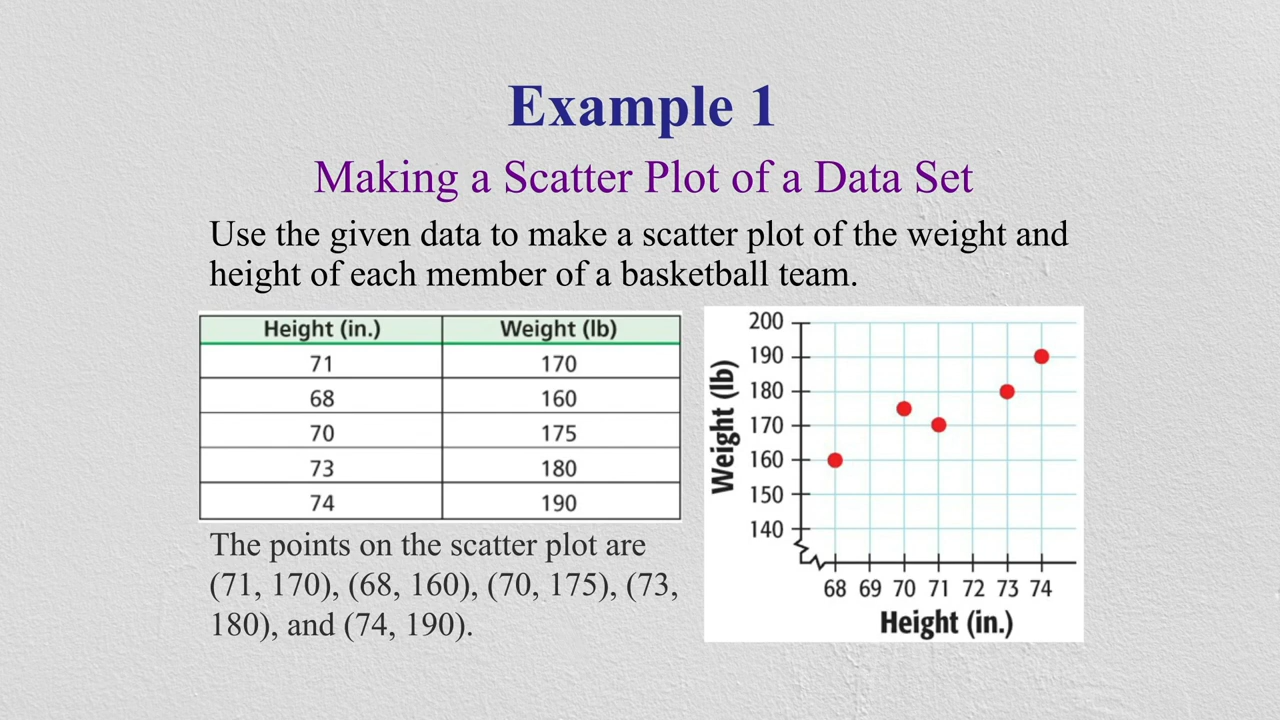 Example 1
Making a Scatter Plot of a Data Set
Use the given data to make a scatter plot of the weight and
height of each member of a basketball team.
Height (in.) Weight (lb)
71 170
68 160
70 175
73 180
74 190
The points on the scatter plot are
(71, 170), (68, 160), (70, 175), (73,
180), and (74, 190).
Weight (lb)
200
190
180
170
160
150
140
68 69 70 71 72 73 74
Height (in.)